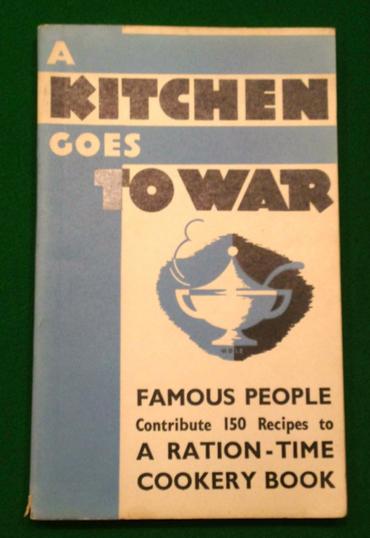 A
KITCHEN
GOES
TO WAR
FAMOUS PEOPLE
Contribute 150 Recipes to
A RATION-TIME
COOKERY BOOK